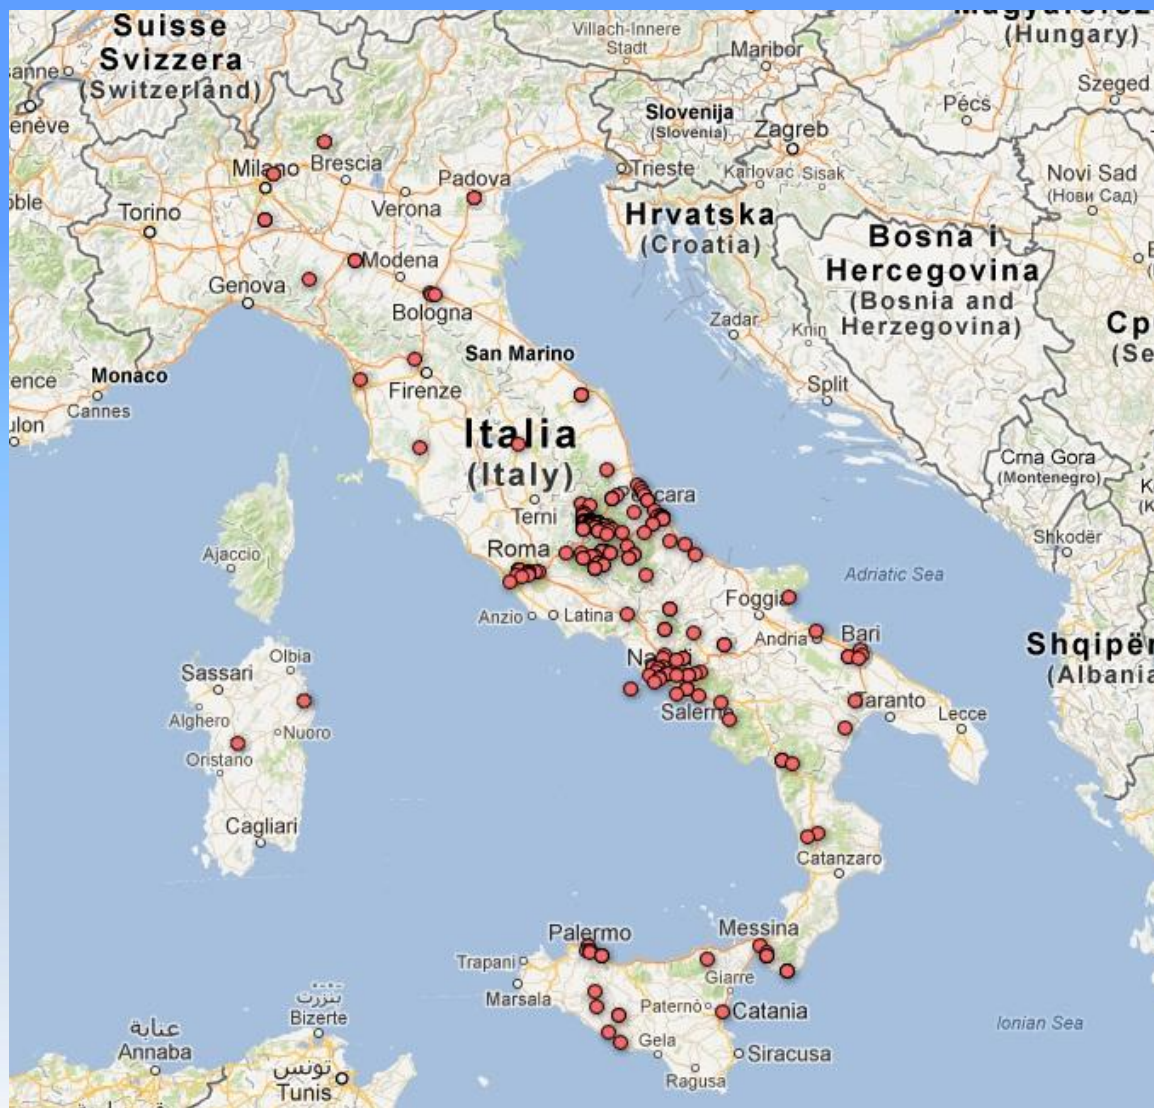 Suisse
Svizzera
(Switzerland)
Villach-Innere
Stadt
Maribor
(Hungary)
Szeged
Pécs
Slovenija
(Slovenia)
Zagreb
Trieste
Karlovac
Sisak
Novi Sad
(Нови Сад)
Brescia
Padova
Verona
Torino
Modena
Genova
Bologna
Hrvatska
(Croatia)
Bosna i
Hercegovina
(Bosnia and
Herzegovina)
Zadar
Knin
Split
San Marino
Monaco
Cannes
Firenze
Italia
(Italy)
Crna Gora
(Montenegro)
Terni
Shkodër
Ajaccio
Roma
Adriatic Sea
Anzio
Latina
Foggia
Andria
Bari
Olbia
Sassari
Alghero
Nuoro
Oristano
Salerno
Taranto
Lecce
Cagliari
Catanzaro
Palermo
Messina
Trapani
Marsala
Giarre
Paternò
Catania
Gela
Siracusa
Ragusa
Ionian Sea
بنزرت
Bizerte
عنابة
Annaba
تونس
Tunis